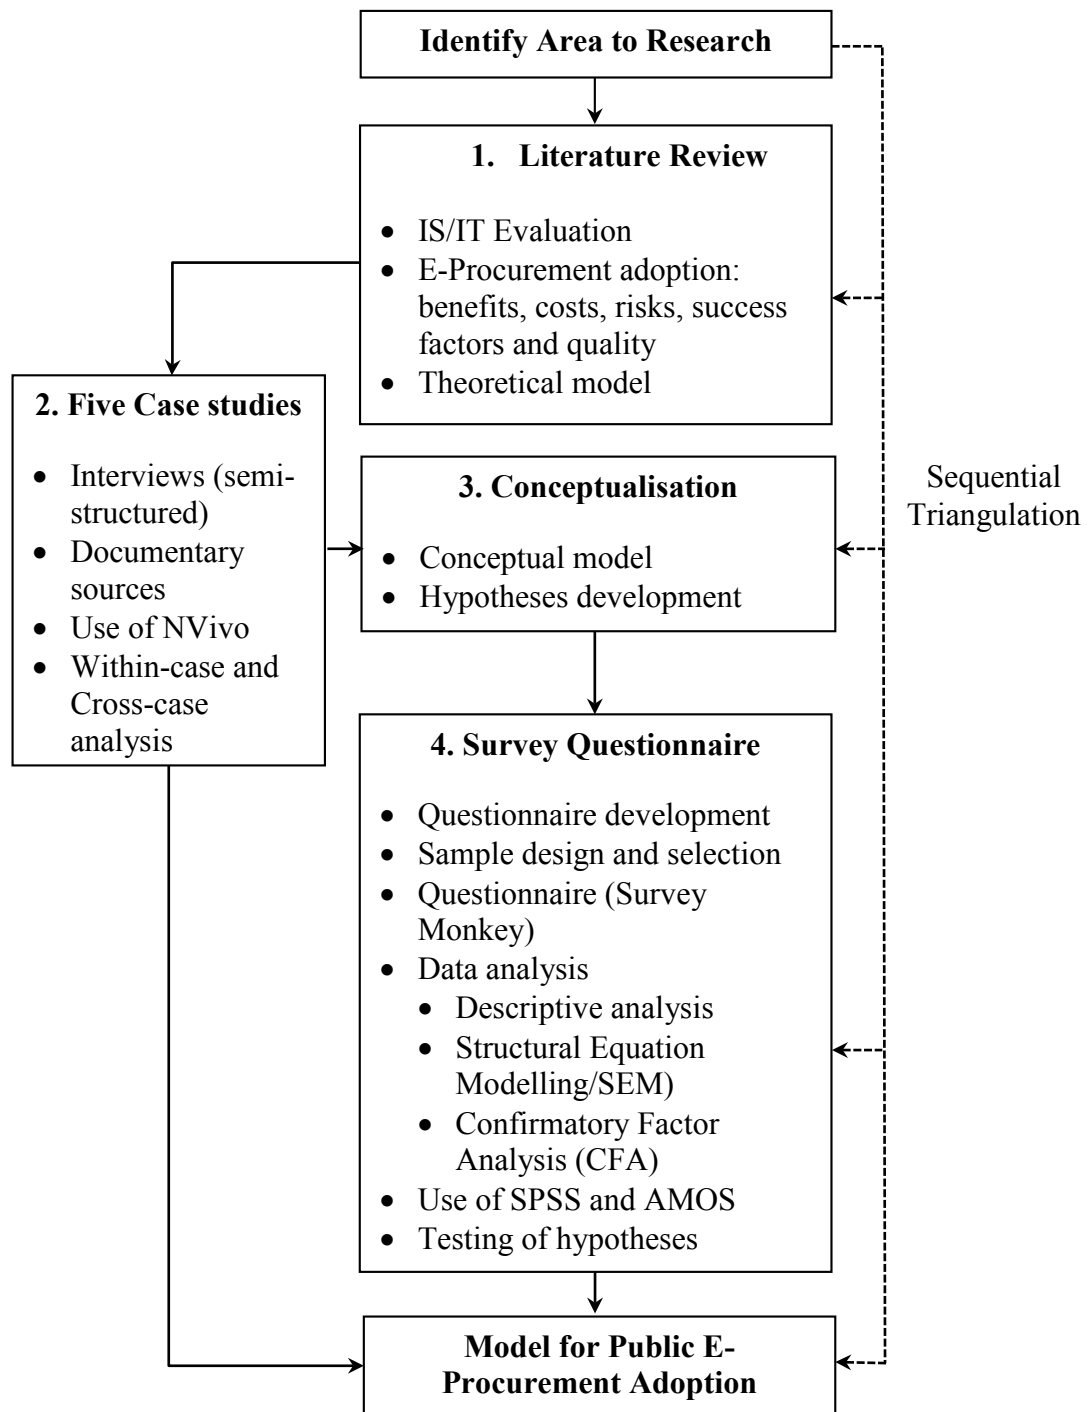 Identify Area to Research
1. Literature Review
• IS/IT Evaluation
• E-Procurement adoption:
benefits, costs, risks, success
factors and quality
• Theoretical model
2. Five Case studies
• Interviews (semi-
structured)
• Documentary
sources
• Use of NVivo
• Within-case and
Cross-case
analysis
3. Conceptualisation
• Conceptual model
• Hypotheses development
Sequential
Triangulation
4. Survey Questionnaire
• Questionnaire development
• Sample design and selection
• Questionnaire (Survey
Monkey)
• Data analysis
• Descriptive analysis
• Structural Equation
Modelling/SEM)
• Confirmatory Factor
Analysis (CFA)
• Use of SPSS and AMOS
• Testing of hypotheses
Model for Public E-
Procurement Adoption